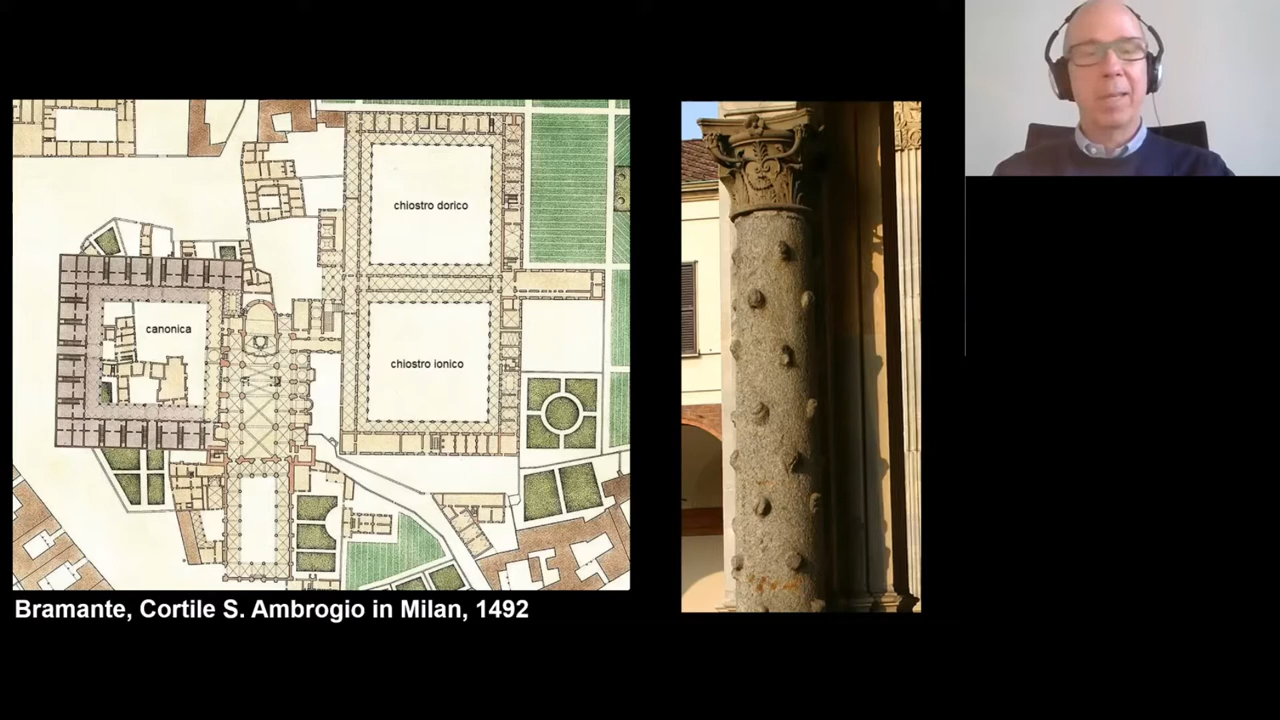 chiostro dorico
canonica
chiostro ionico
Bramante, Cortile S. Ambrogio in Milan, 1492